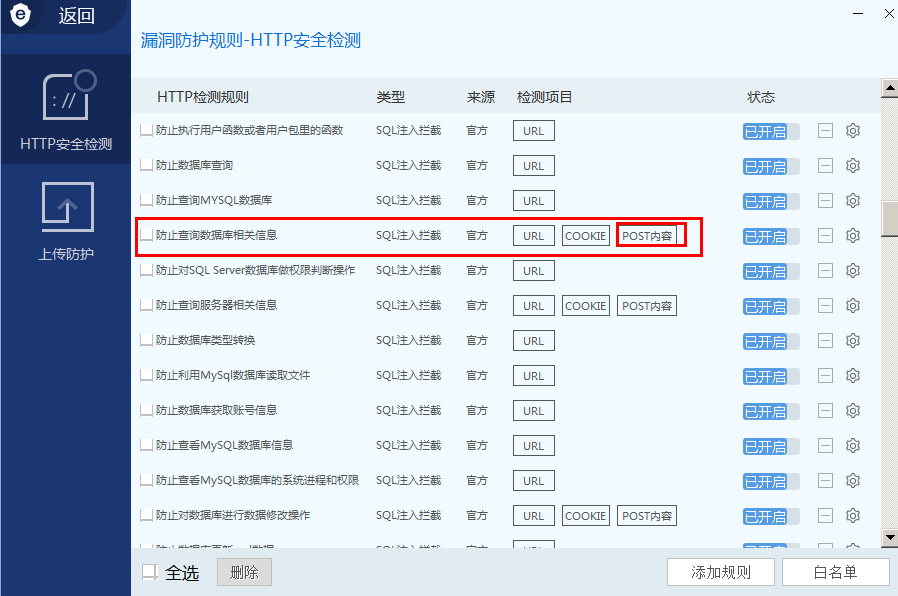 返回
漏洞防护规则-HTTP安全检测
HTTP检测规则 类型 来源 检测项目 状态
防止执行用户函数或者用户包里的函数 SQL注入拦截 官方 URL 已开启
防止数据库查询 SQL注入拦截 官方 URL 已开启
防止查询MYSQL数据库 SQL注入拦截 官方 URL 已开启
防止查询数据库相关信息 SQL注入拦截 官方 URL COOKIE POST内容 已开启
防止对SQL Server数据库做权限判断操作 SQL注入拦截 官方 URL 已开启
防止查询服务器相关信息 SQL注入拦截 官方 URL COOKIE POST内容 已开启
防止数据库类型转换 SQL注入拦截 官方 URL 已开启
防止利用MySql数据库读取文件 SQL注入拦截 官方 URL 已开启
防止数据库获取账号信息 SQL注入拦截 官方 URL 已开启
防止查看MySQL数据库信息 SQL注入拦截 官方 URL 已开启
防止查看MySQL数据库的系统进程和权限 SQL注入拦截 官方 URL 已开启
防止对数据库进行数据修改操作 SQL注入拦截 官方 URL COOKIE POST内容 已开启
://
HTTP安全检测
上传防护
全选 删除 添加规则 白名单